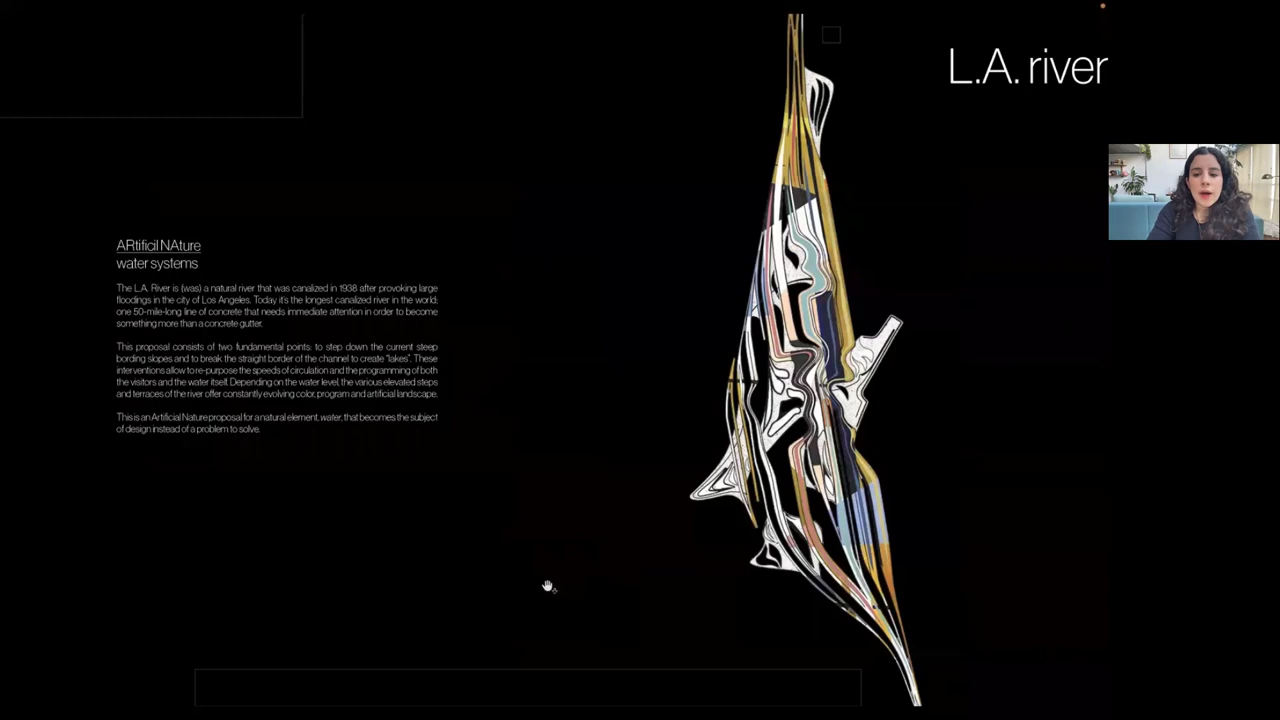 L.A. river
ARtificil NAture
water systems
The L.A. River is (was) a natural river that was canalized in 1938 after provoking large
floodings in the city of Los Angeles. Today it's the longest canalized river in the world;
one 50-mile-long line of concrete that needs immediate attention in order to become
something more than a concrete gutter.
This proposal consists of two fundamental points: to step down the current steep
bording slopes and to break the straight border of the channel to create "lakes". These
interventions allow to re-purpose the speeds of circulation and the programming of both
the visitors and the water itself. Depending on the water level, the various elevated steps
and terraces of the river offer constantly evolving color, program and artificial landscape.
This is an Artificial Nature proposal for a natural element, water, that becomes the subject
of design instead of a problem to solve.